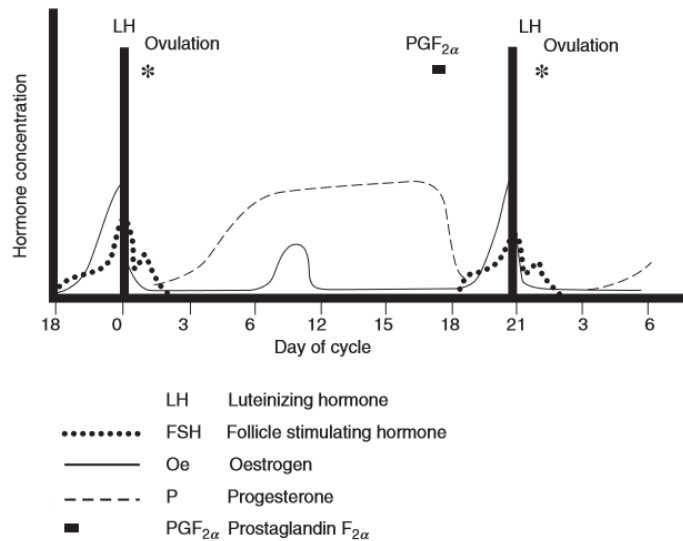 LH
Ovulation
*
PGF2α
LH
Ovulation
*
Hormone concentration
18 0 3 6 12 15 18 21 3 6
Day of cycle
LH Luteinizing hormone
FSH Follicle stimulating hormone
Oe Oestrogen
P Progesterone
PGF2α Prostaglandin F2α